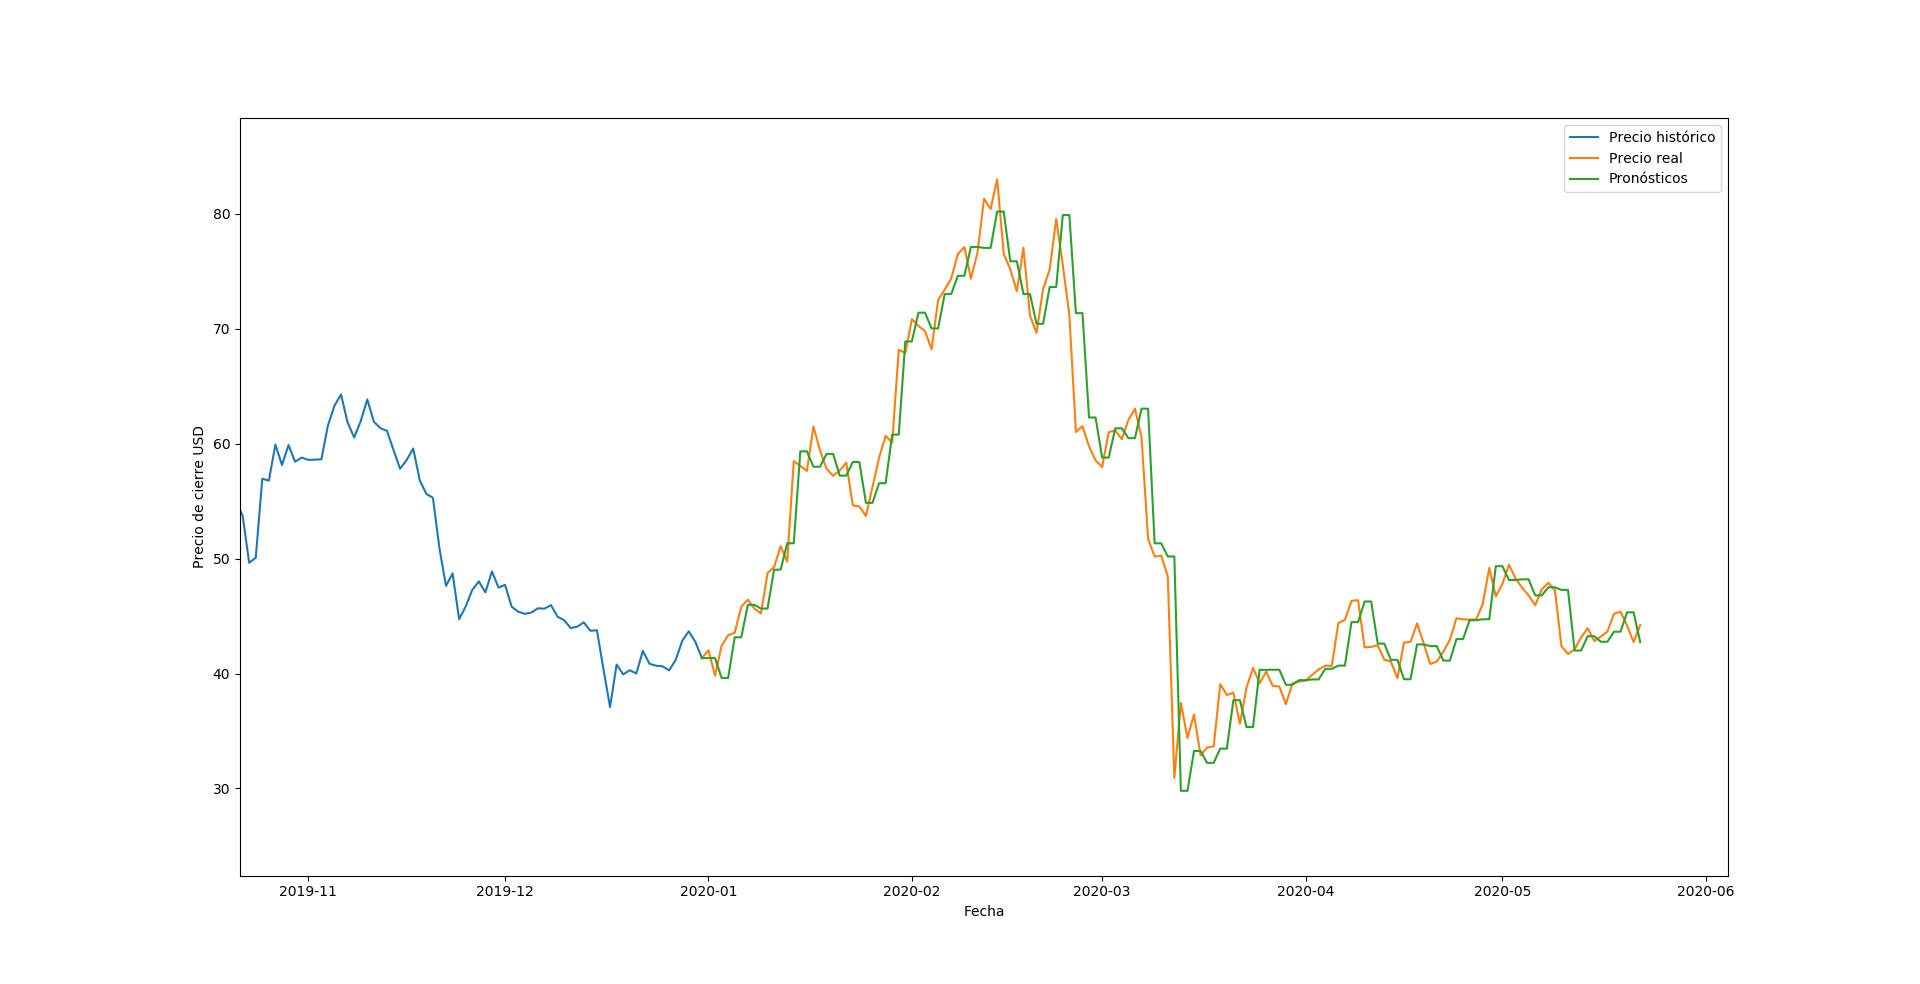 Precio histórico
Precio real
Pronósticos
80
70
60
50
40
30
Precio de cierre USD
2019-11 2019-12 2020-01 2020-02 2020-03 2020-04 2020-05 2020-06
Fecha